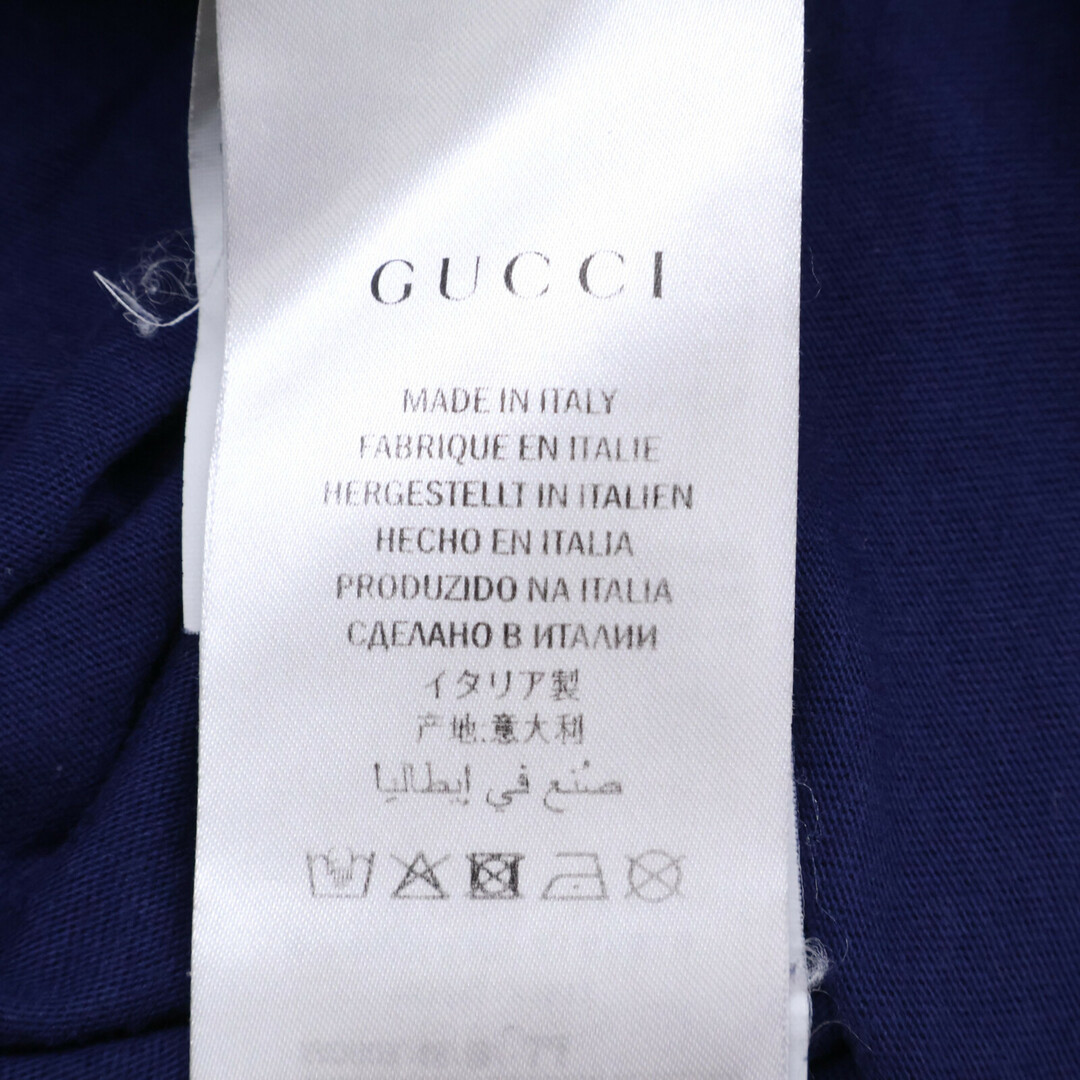 GUCCI
MADE IN ITALY
FABRIQUE EN ITALIE
HERGESTELLT IN ITALIEN
HECHO EN ITALIA
PRODUZIDO NA ITALIA
СДЕЛАНО В ИТАЛИИ
イタリア製
产地:意大利
صُنع في إيطاليا